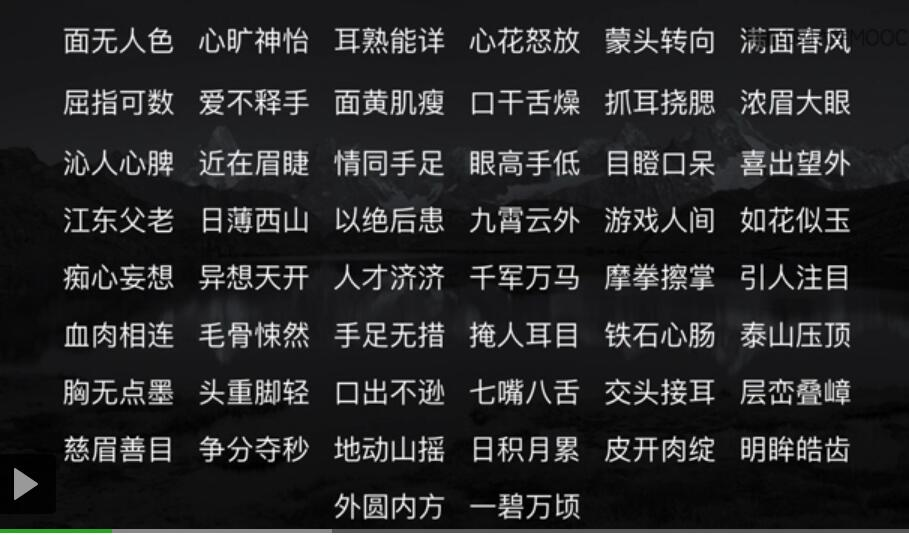 面无人色 心旷神怡 耳熟能详 心花怒放 蒙头转向 满面春风
屈指可数 爱不释手 面黄肌瘦 口干舌燥 抓耳挠腮 浓眉大眼
沁人心脾 近在眉睫 情同手足 眼高手低 目瞪口呆 喜出望外
江东父老 日薄西山 以绝后患 九霄云外 游戏人间 如花似玉
痴心妄想 异想天开 人才济济 千军万马 摩拳擦掌 引人注目
血肉相连 毛骨悚然 手足无措 掩人耳目 铁石心肠 泰山压顶
胸无点墨 头重脚轻 口出不逊 七嘴八舌 交头接耳 层峦叠嶂
慈眉善目 争分夺秒 地动山摇 日积月累 皮开肉绽 明眸皓齿
外圆内方 一碧万顷